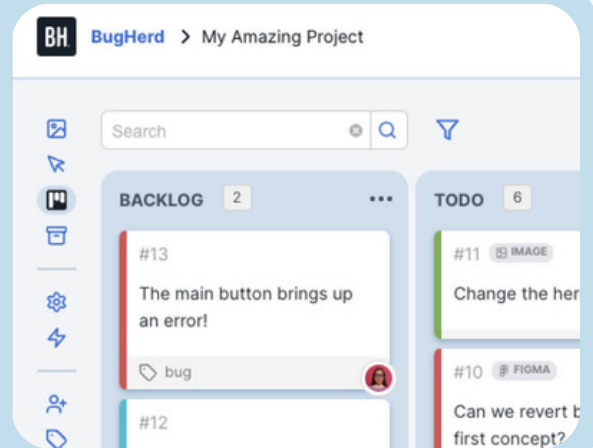 BH BugHerd > My Amazing Project
Search
BACKLOG 2
#13
The main button brings up
an error!
bug
#12
TODO 6
#11 IMAGE
Change the her
#10 FIGMA
Can we revert b
first concept?